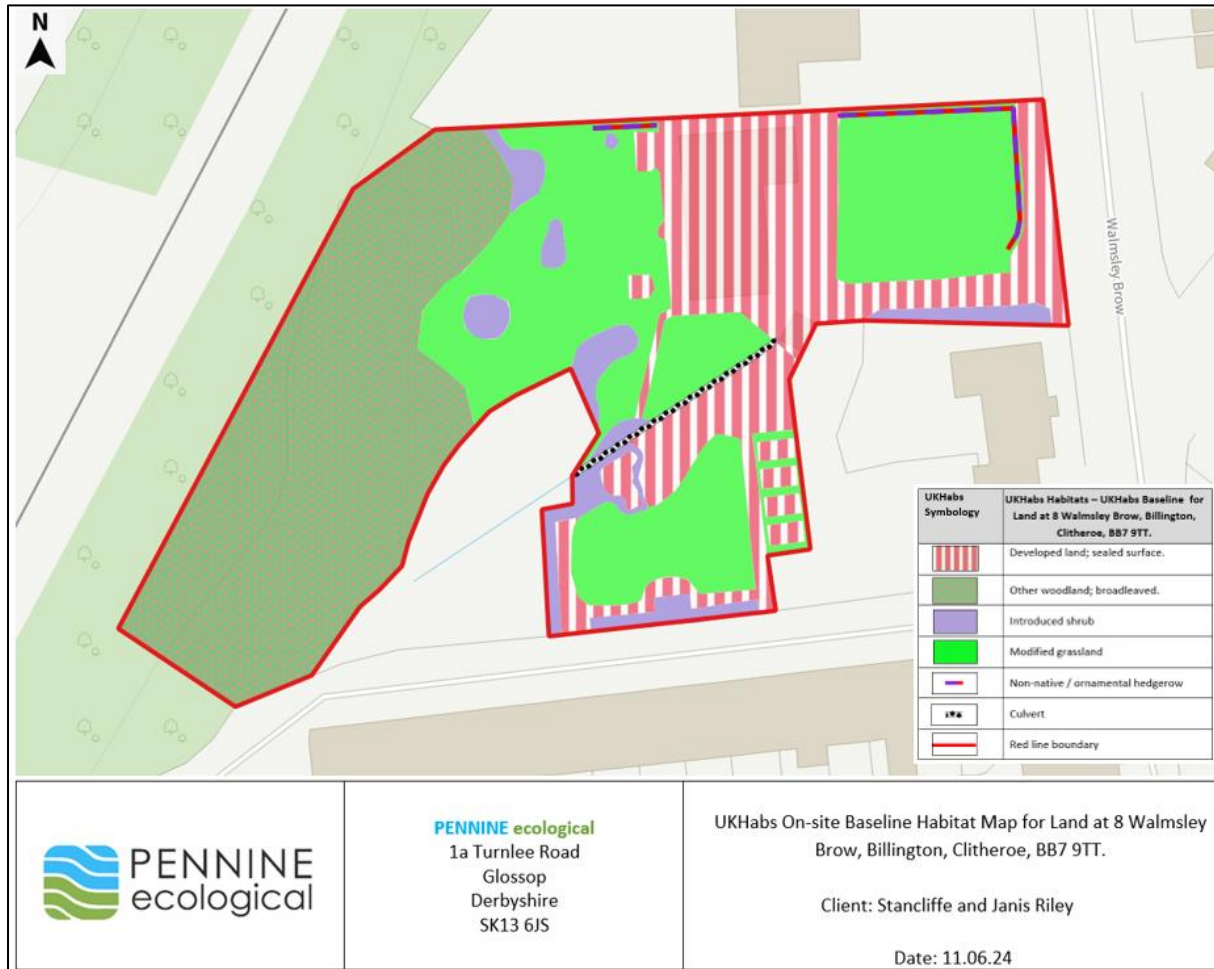 N
Walmsley Brow
UKHabs
Symbology
UKHabs Habitats – UKHabs Baseline for
Land at 8 Walmsley Brow, Billington,
Clitheroe, BB7 9TT.
Developed land; sealed surface.
Other woodland; broadleaved.
Introduced shrub
Modified grassland
Non-native / ornamental hedgerow
Culvert
Red line boundary
PENNINE
ecological
PENNINE ecological
1a Turnlee Road
Glossop
Derbyshire
SK13 6JS
UKHabs On-site Baseline Habitat Map for Land at 8 Walmsley
Brow, Billington, Clitheroe, BB7 9TT.
Client: Stancliffe and Janis Riley
Date: 11.06.24